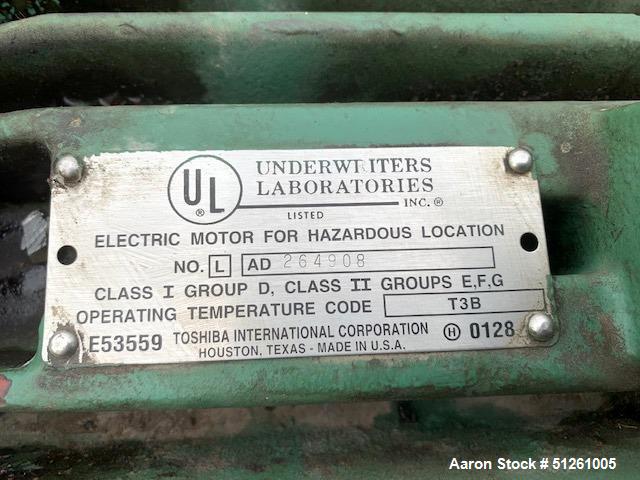 UL ®
UNDERWRITERS
LABORATORIES
INC.®
LISTED
ELECTRIC MOTOR FOR HAZARDOUS LOCATION
NO. L AD 264908
CLASS I GROUP D, CLASS II GROUPS E,F,G
OPERATING TEMPERATURE CODE T3B
E53559 TOSHIBA INTERNATIONAL CORPORATION Ⓗ 0128
HOUSTON, TEXAS - MADE IN U.S.A.
Aaron Stock # 51261005